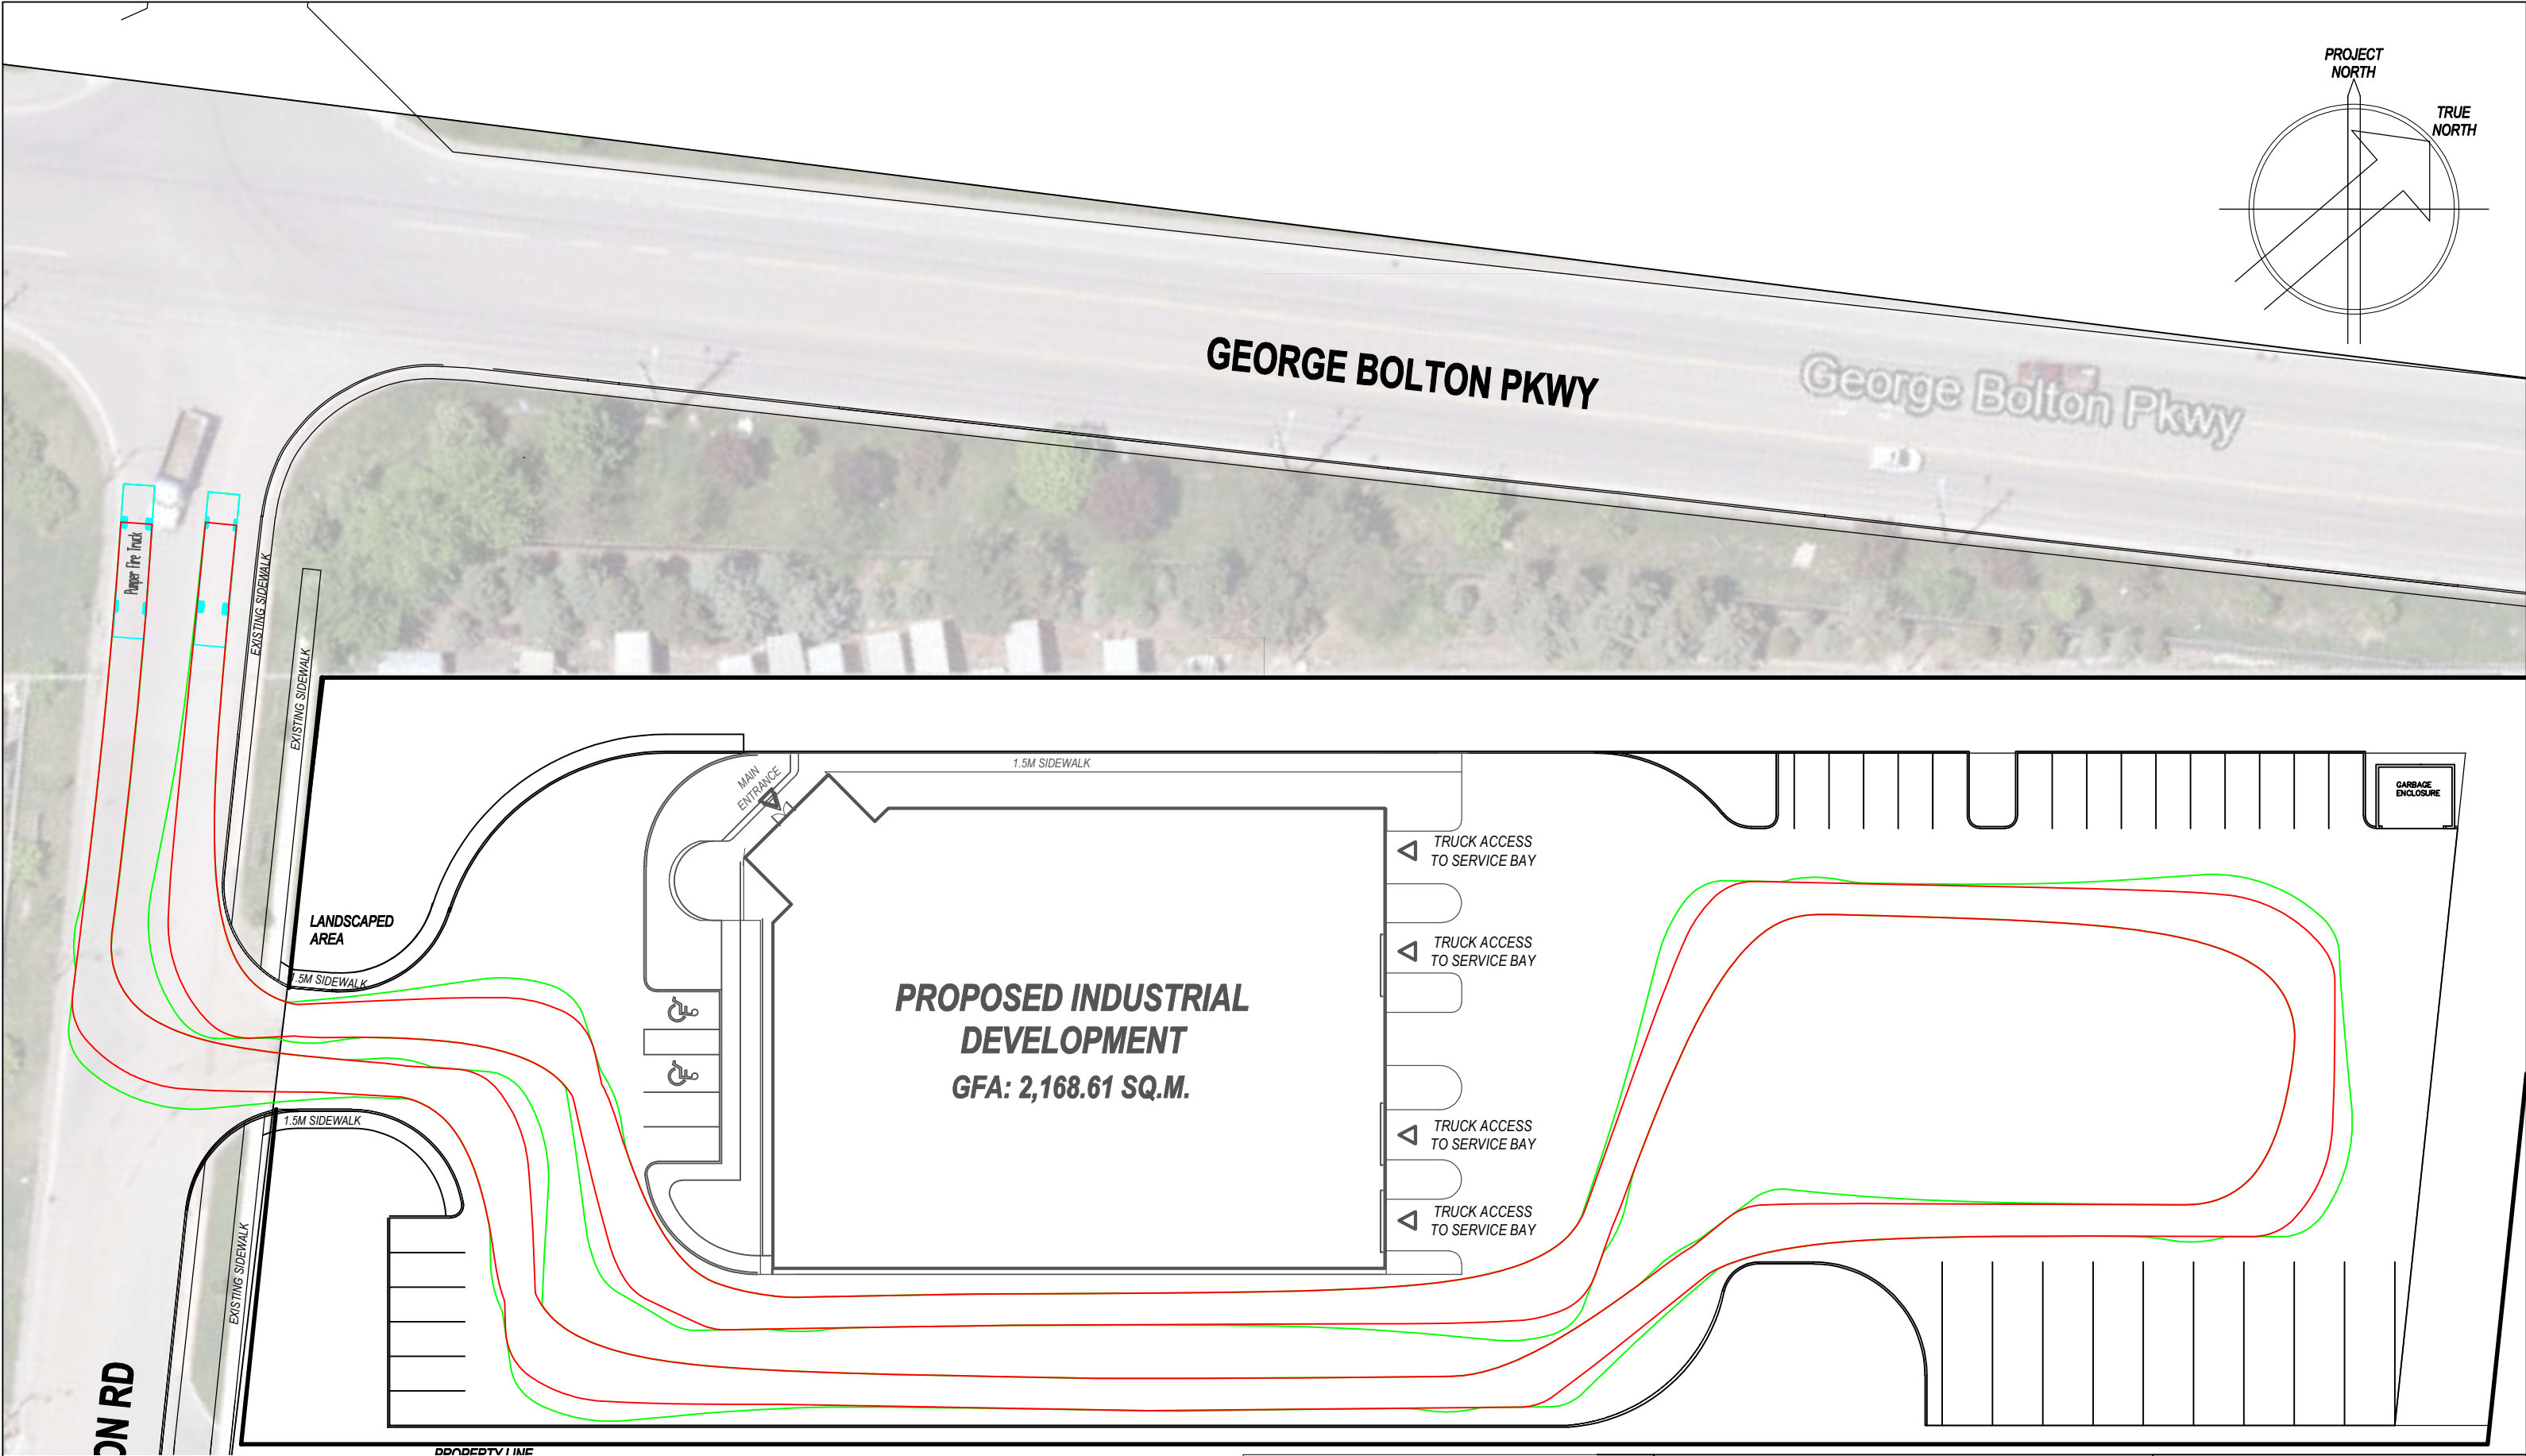 PROJECT
NORTH
TRUE
NORTH
GEORGE BOLTON PKWY
George Bolton Pkwy
Pumper Fire Truck
EXISTING SIDEWALK
EXISTING SIDEWALK
MAIN
ENTRANCE
1.5M SIDEWALK
GARBAGE
ENCLOSURE
TRUCK ACCESS
TO SERVICE BAY
LANDSCAPED
AREA
TRUCK ACCESS
TO SERVICE BAY
1.5M SIDEWALK
PROPOSED INDUSTRIAL
DEVELOPMENT
GFA: 2,168.61 SQ.M.
1.5M SIDEWALK
TRUCK ACCESS
TO SERVICE BAY
TRUCK ACCESS
TO SERVICE BAY
EXISTING SIDEWALK
ON RD
PROPERTY LINE